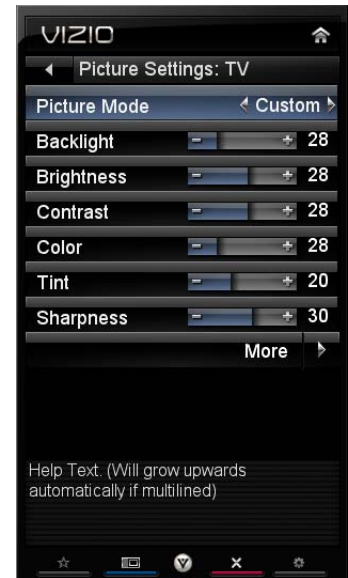 VIZIO
Picture Settings: TV
Picture Mode Custom
Backlight - + 28
Brightness - + 28
Contrast - + 28
Color - + 28
Tint - + 20
Sharpness - + 30
More
Help Text. (Will grow upwards
automatically if multilined)
V X